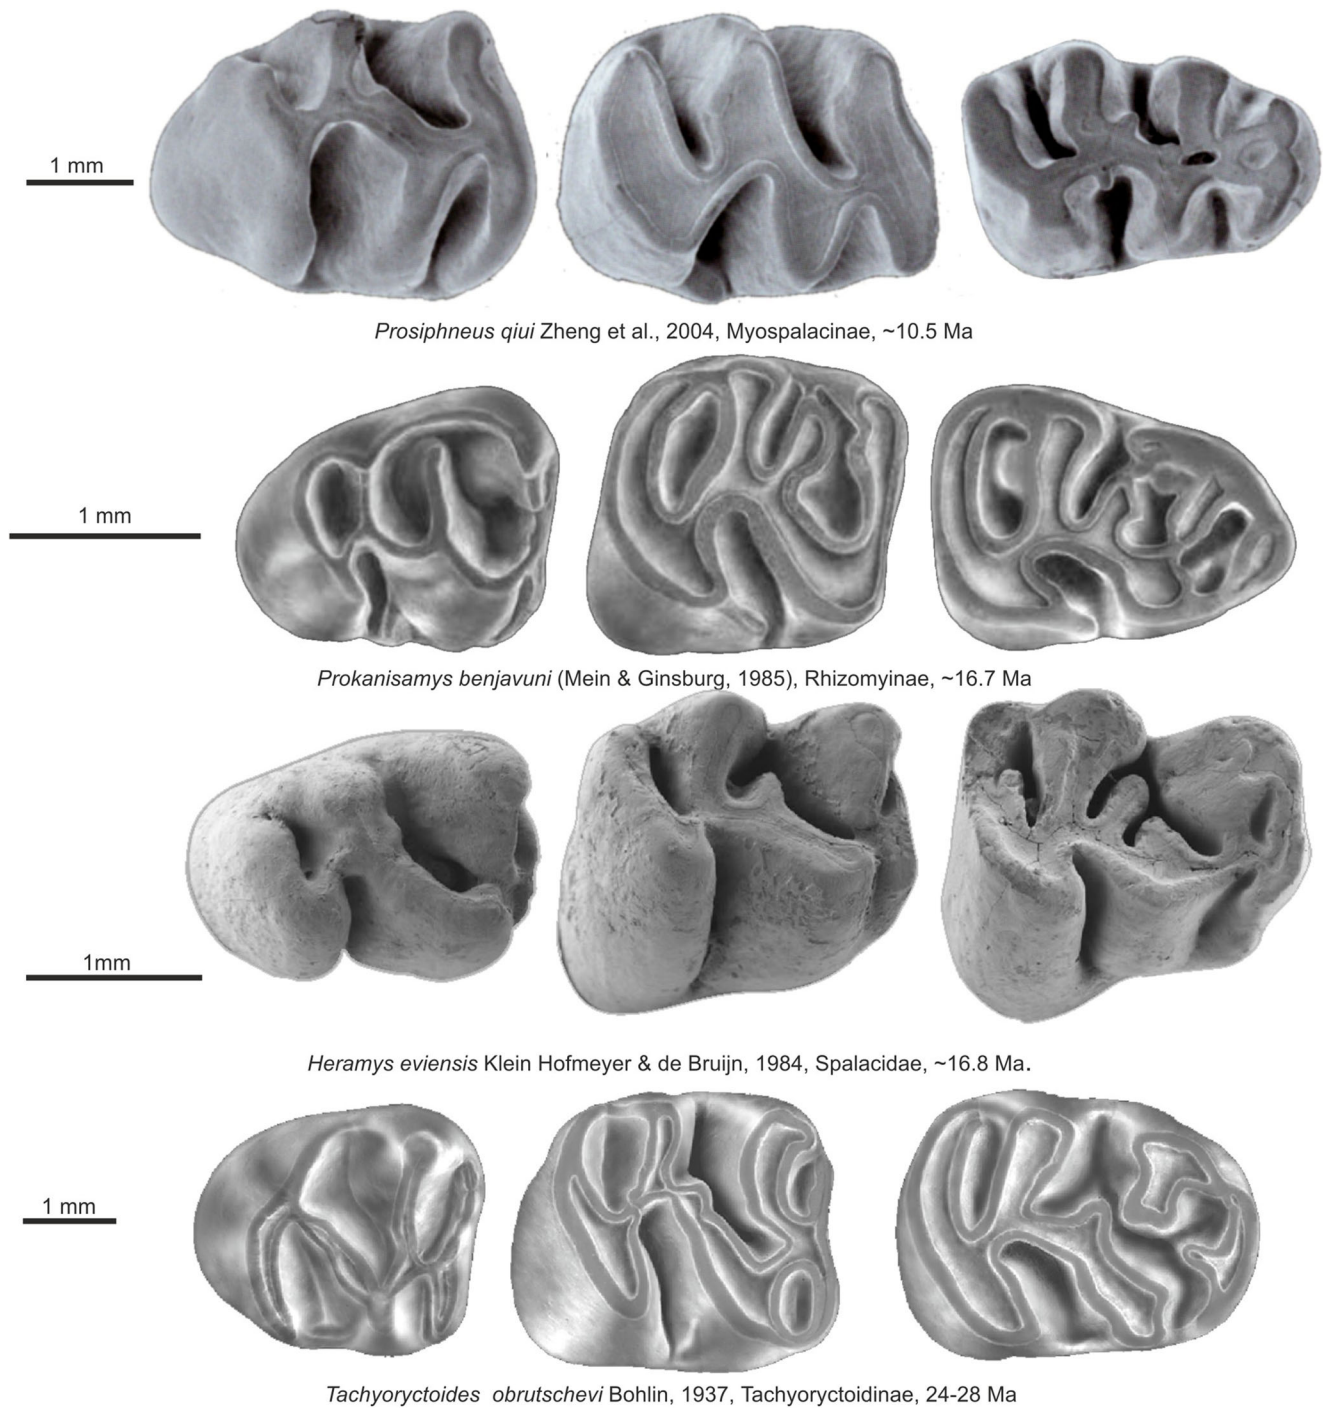 1 mm
Prosiphneus qiui Zheng et al., 2004, Myospalacinae, ~10.5 Ma
1 mm
Prokanisamys benjavuni (Mein & Ginsburg, 1985), Rhizomyinae, ~16.7 Ma
1mm
Heramys eviensis Klein Hofmeyer & de Bruijn, 1984, Spalacidae, ~16.8 Ma.
1 mm
Tachyoryctoides obrutschevi Bohlin, 1937, Tachyoryctoidinae, 24-28 Ma